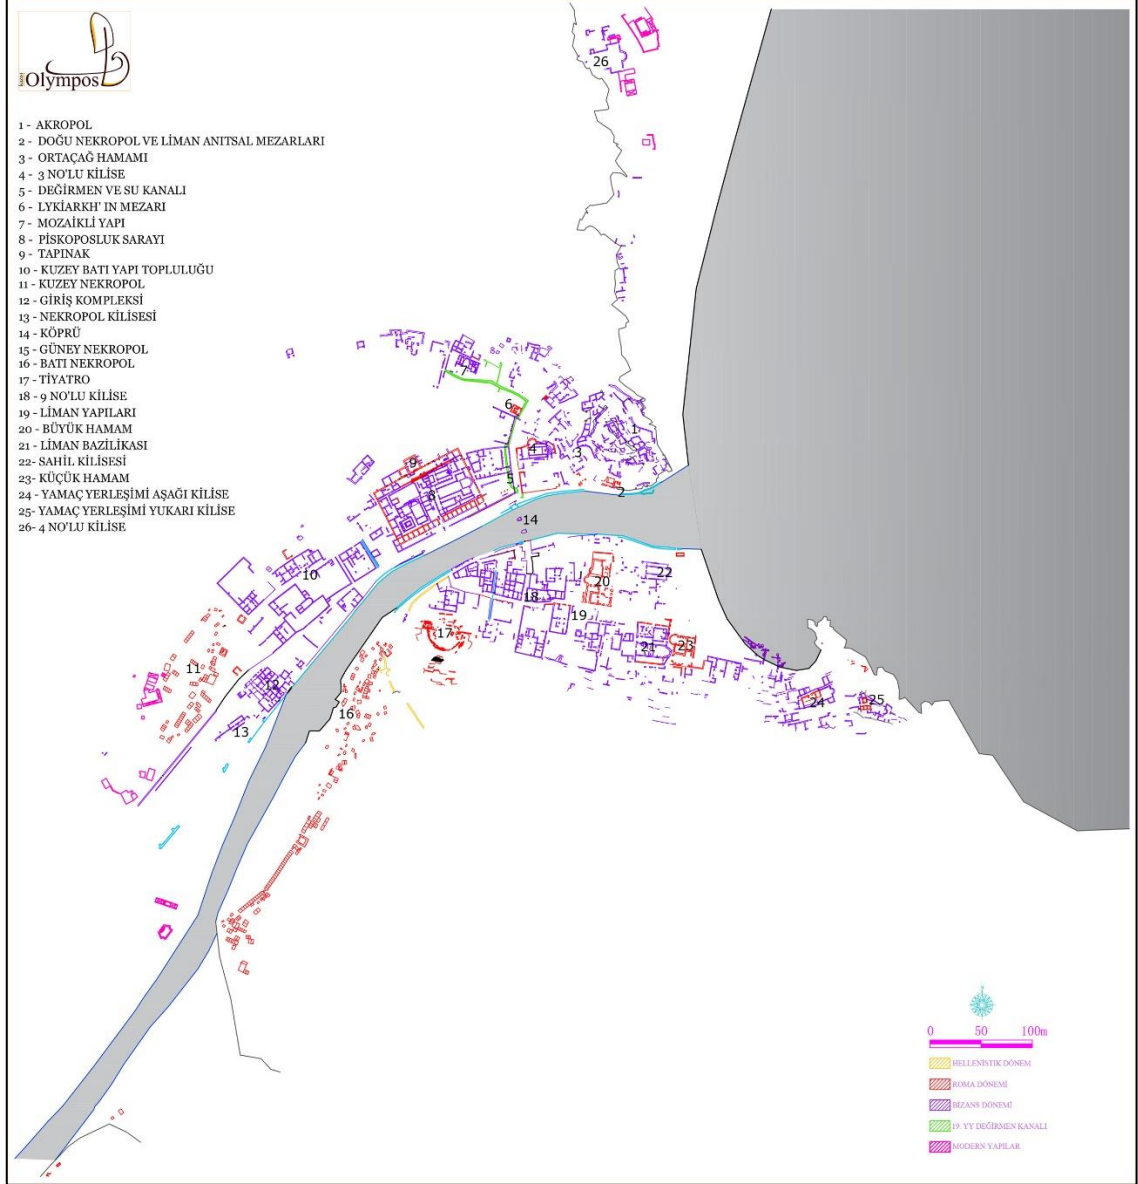 Olympos
1 - AKROPOL
2 - DOĞU NEKROPOL VE LİMAN ANITSAL MEZARLARI
3 - ORTAÇAĞ HAMAMI
4 - 3 NO'LU KİLİSE
5 - DEĞİRMEN VE SU KANALI
6 - LYKİARKH' IN MEZARI
7 - MOZAİKLİ YAPI
8 - PİSKOPOSLUK SARAYI
9 - TAPINAK
10 - KUZEY BATI YAPI TOPLULUĞU
11 - KUZEY NEKROPOL
12 - GİRİŞ KOMPLEKSİ
13 - NEKROPOL KİLİSESİ
14 - KÖPRÜ
15 - GÜNEY NEKROPOL
16 - BATI NEKROPOL
17 - TİYATRO
18 - 9 NO'LU KİLİSE
19 - LİMAN YAPILARI
20 - BÜYÜK HAMAM
21 - LİMAN BAZİLİKASI
22- SAHİL KİLİSESİ
23- KÜÇÜK HAMAM
24 - YAMAÇ YERLEŞİMİ AŞAĞI KİLİSE
25- YAMAÇ YERLEŞİMİ YUKARI KİLİSE
26- 4 NO'LU KİLİSE
26
7
6
1
4
3
9
5
8
2
14
10
20
22
18
19
17
21
23
11
12
16
13
24
25
0 50 100m
HELLENİSTİK DÖNEM
ROMA DÖNEMİ
BİZANS DÖNEMİ
19. YY DEĞİRMEN KANALI
MODERN YAPILAR